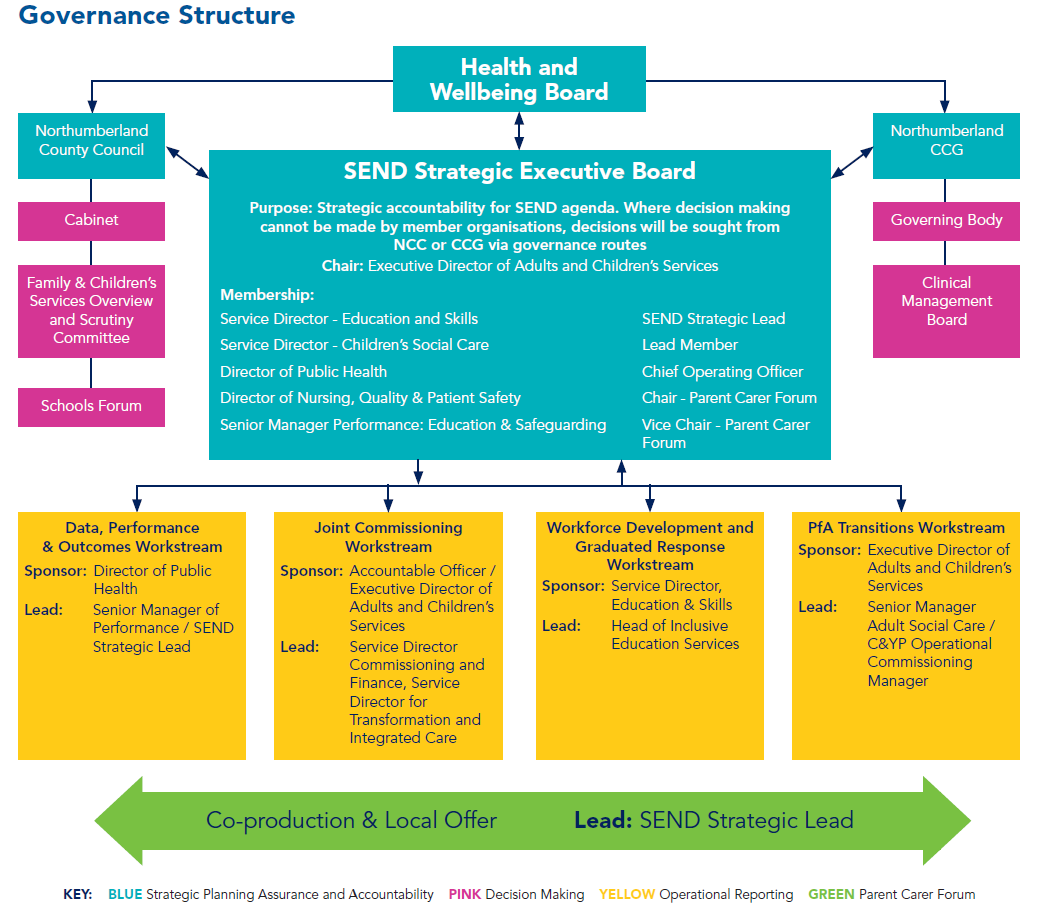 Governance Structure
Health and
Wellbeing Board
Northumberland
County Council
Northumberland
CCG
Cabinet
Family & Children's
Services Overview
and Scrutiny
Committee
Schools Forum
Governing Body
Clinical
Management
Board
SEND Strategic Executive Board
Purpose: Strategic accountability for SEND agenda. Where decision making
cannot be made by member organisations, decisions will be sought from
NCC or CCG via governance routes
Chair: Executive Director of Adults and Children's Services
Membership:
Service Director - Education and Skills
Service Director - Children's Social Care
Director of Public Health
Director of Nursing, Quality & Patient Safety
Senior Manager Performance: Education & Safeguarding
SEND Strategic Lead
Lead Member
Chief Operating Officer
Chair - Parent Carer Forum
Vice Chair - Parent Carer
Forum
Data, Performance
& Outcomes Workstream
Sponsor: Director of Public
Health
Lead: Senior Manager of
Performance / SEND
Strategic Lead
Joint Commissioning
Workstream
Sponsor: Accountable Officer /
Executive Director of
Adults and Children's
Services
Lead: Service Director
Commissioning and
Finance, Service
Director for
Transformation and
Integrated Care
Workforce Development and
Graduated Response
Workstream
Sponsor: Service Director,
Education & Skills
Lead: Head of Inclusive
Education Services
PfA Transitions Workstream
Sponsor: Executive Director of
Adults and Children's
Services
Lead: Senior Manager
Adult Social Care /
C&YP Operational
Commissioning
Manager
Co-production & Local Offer Lead: SEND Strategic Lead
KEY: BLUE Strategic Planning Assurance and Accountability PINK Decision Making YELLOW Operational Reporting GREEN Parent Carer Forum